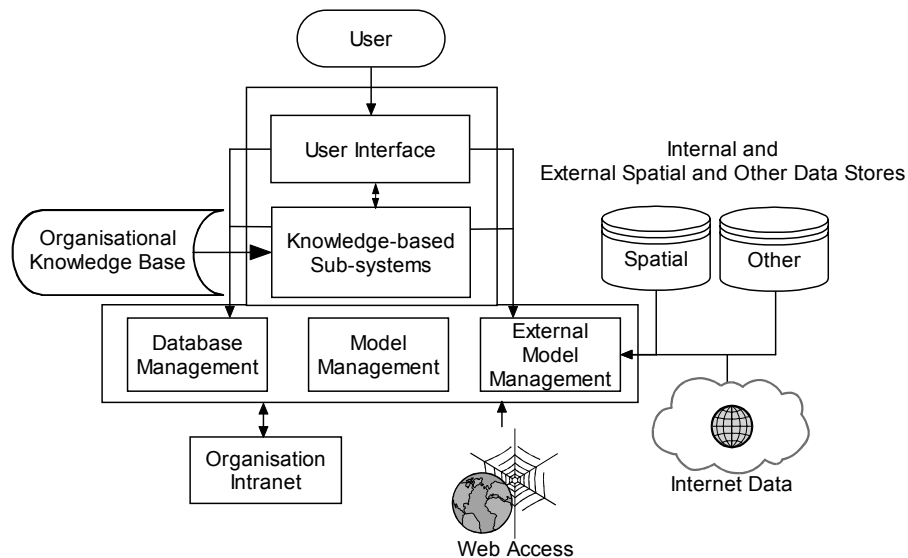 User
User Interface
Internal and
External Spatial and Other Data Stores
Organisational
Knowledge Base
Knowledge-based
Sub-systems
Spatial
Other
Database
Management
Model
Management
External
Model
Management
Organisation
Intranet
Internet Data
Web Access